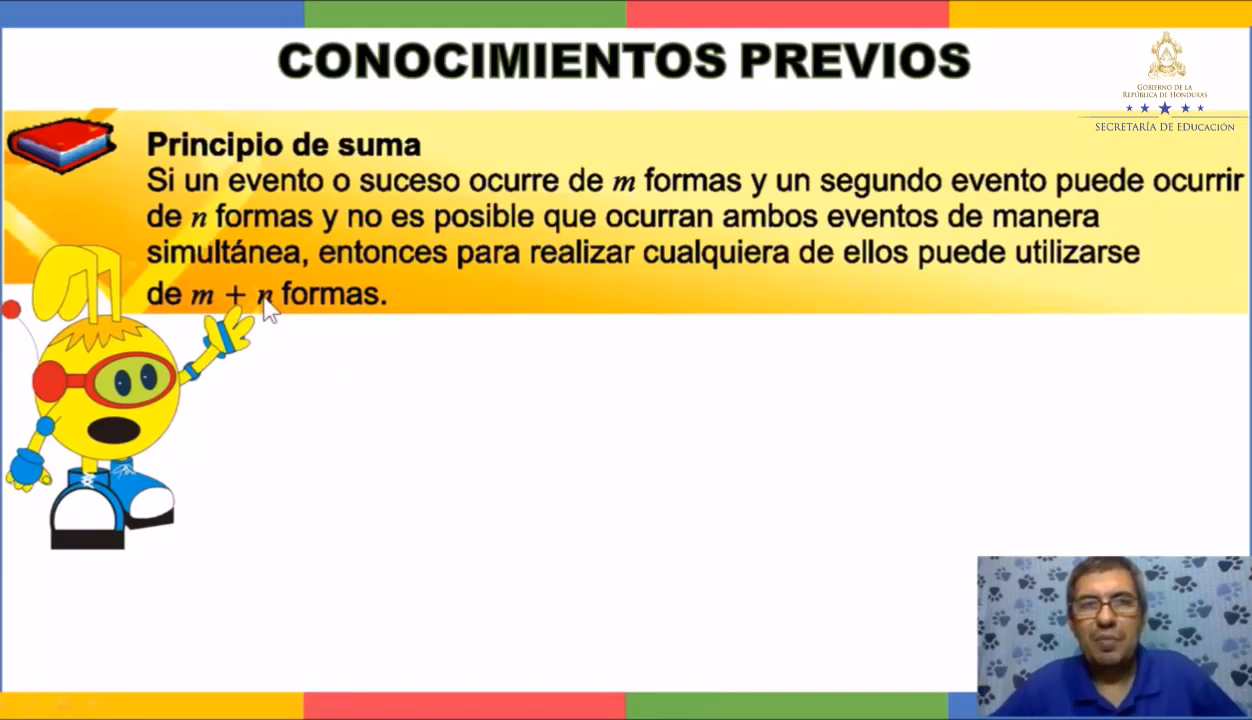 CONOCIMIENTOS PREVIOS
GOBIERNO DE LA
REPÚBLICA DE HONDURAS
SECRETARÍA DE EDUCACIÓN
Principio de suma
Si un evento o suceso ocurre de m formas y un segundo evento puede ocurrir
de n formas y no es posible que ocurran ambos eventos de manera
simultánea, entonces para realizar cualquiera de ellos puede utilizarse
de m + n formas.